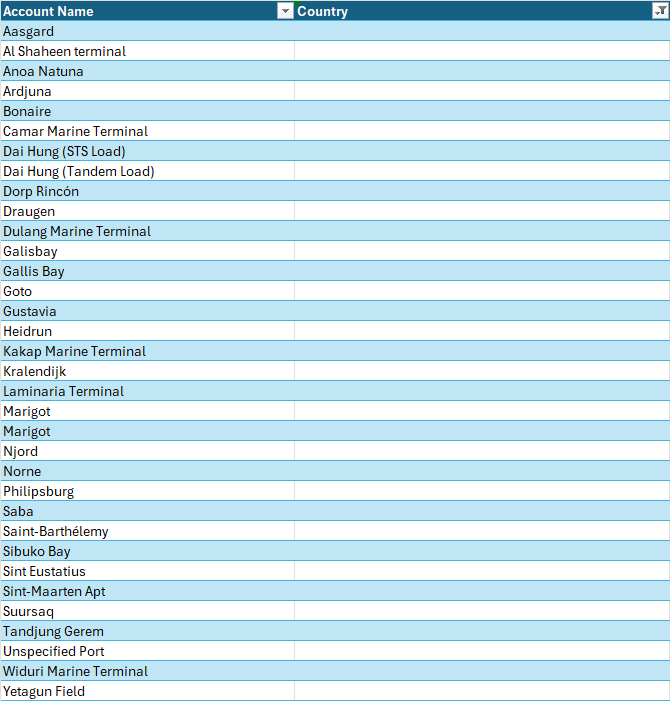 Account Name Country
Aasgard
Al Shaheen terminal
Anoa Natuna
Ardjuna
Bonaire
Camar Marine Terminal
Dai Hung (STS Load)
Dai Hung (Tandem Load)
Dorp Rincón
Draugen
Dulang Marine Terminal
Galisbay
Gallis Bay
Goto
Gustavia
Heidrun
Kakap Marine Terminal
Kralendijk
Laminaria Terminal
Marigot
Marigot
Njord
Norne
Philipsburg
Saba
Saint-Barthélemy
Sibuko Bay
Sint Eustatius
Sint-Maarten Apt
Suursaq
Tandjung Gerem
Unspecified Port
Widuri Marine Terminal
Yetagun Field